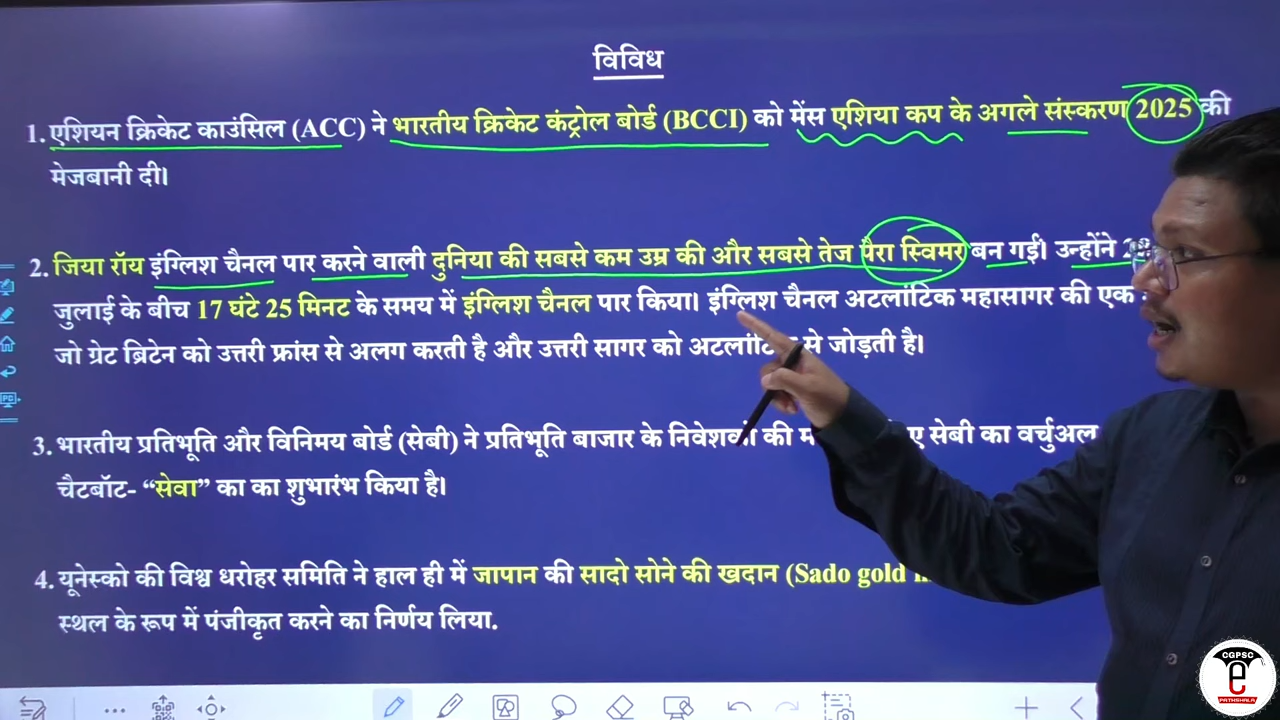 विविध
1. एशियन क्रिकेट काउंसिल (ACC) ने भारतीय क्रिकेट कंट्रोल बोर्ड (BCCI) को मेंस एशिया कप के अगले संस्करण 2025 की
मेजबानी दी।
2. जिया रॉय इंग्लिश चैनल पार करने वाली दुनिया की सबसे कम उम्र की और सबसे तेज पैरा स्विमर बन गई। उन्होंने
जुलाई के बीच 17 घंटे 25 मिनट के समय में इंग्लिश चैनल पार किया। इंग्लिश चैनल अटलांटिक महासागर की एक
जो ग्रेट ब्रिटेन को उत्तरी फ्रांस से अलग करती है और उत्तरी सागर को से जोड़ती है।
3. भारतीय प्रतिभूति और विनिमय बोर्ड (सेबी) ने प्रतिभूति बाजार के निवेशकों की सेबी का वर्चुअल
चैटबॉट- “सेवा” का का शुभारंभ किया है।
4. यूनेस्को की विश्व धरोहर समिति ने हाल ही में जापान की सादो सोने की खदान (Sado gold
स्थल के रूप में पंजीकृत करने का निर्णय लिया.
CGPSC
e
PATHSHALA